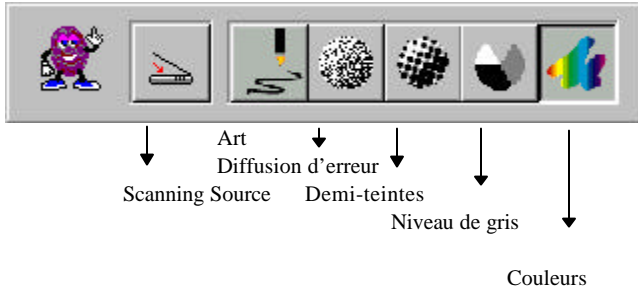 Art
Diffusion d’erreur
Scanning Source Demi-teintes
Niveau de gris
Couleurs